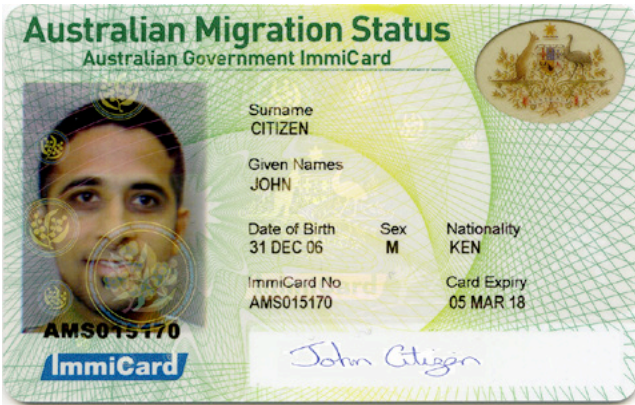 Australian Migration Status
Australian Government ImmiCard
Surname
CITIZEN
Given Names
JOHN
Date of Birth Sex Nationality
31 DEC 06 M KEN
ImmiCard No Card Expiry
AMS015170 05 MAR 18
AMS015170
ImmiCard
John Citizen